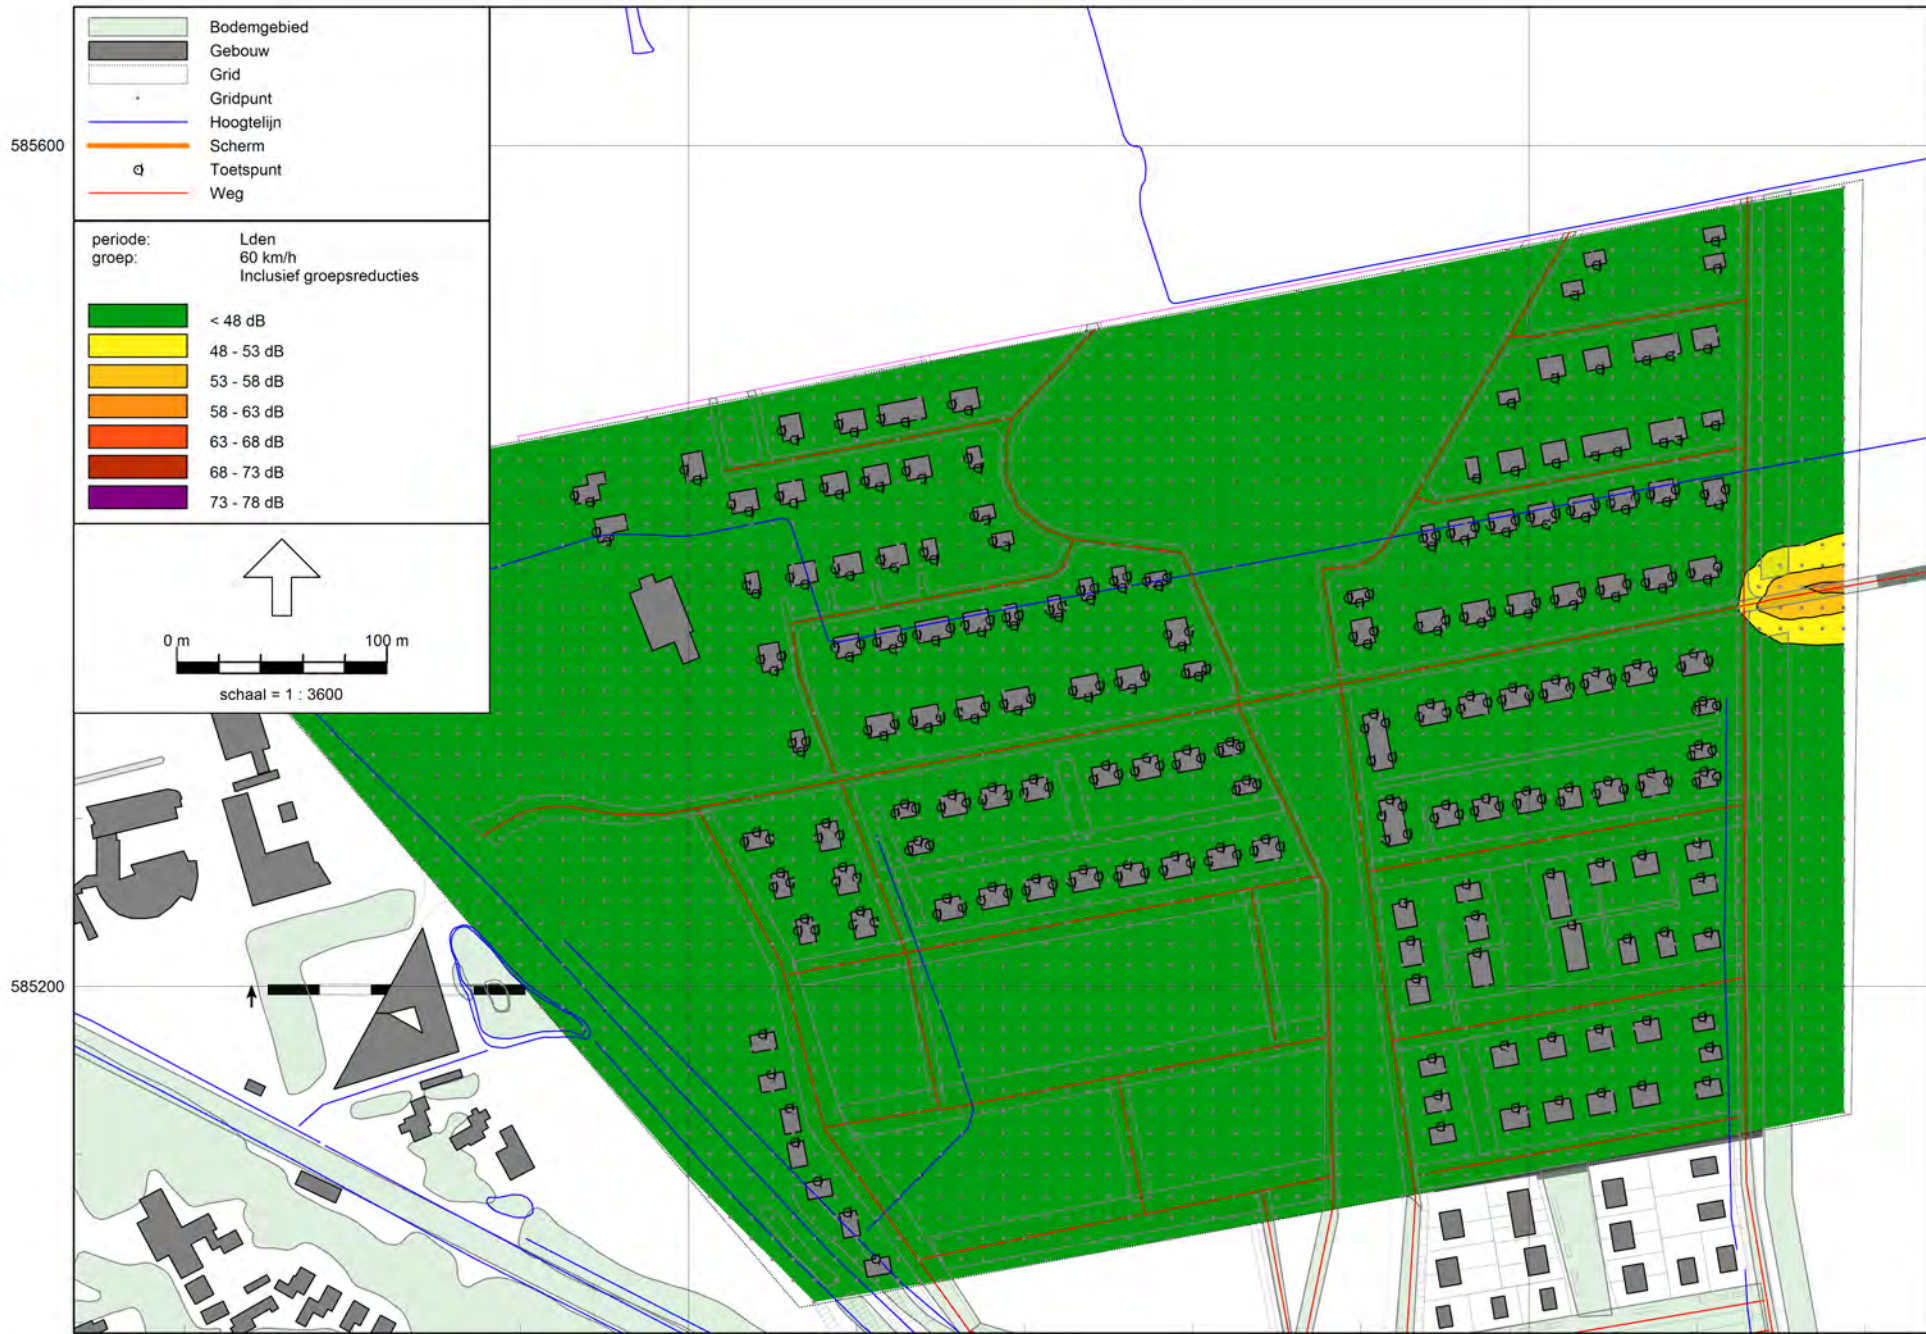 Bodemgebied
Gebouw
Grid
Gridpunt
Hoogtelijn
Scherm
Toetspunt
Weg
periode: Lden
groep: 60 km/h
Inclusief groepsreducties
< 48 dB
48 - 53 dB
53 - 58 dB
58 - 63 dB
63 - 68 dB
68 - 73 dB
73 - 78 dB
0 m 100 m
schaal = 1 : 3600
585600
585200